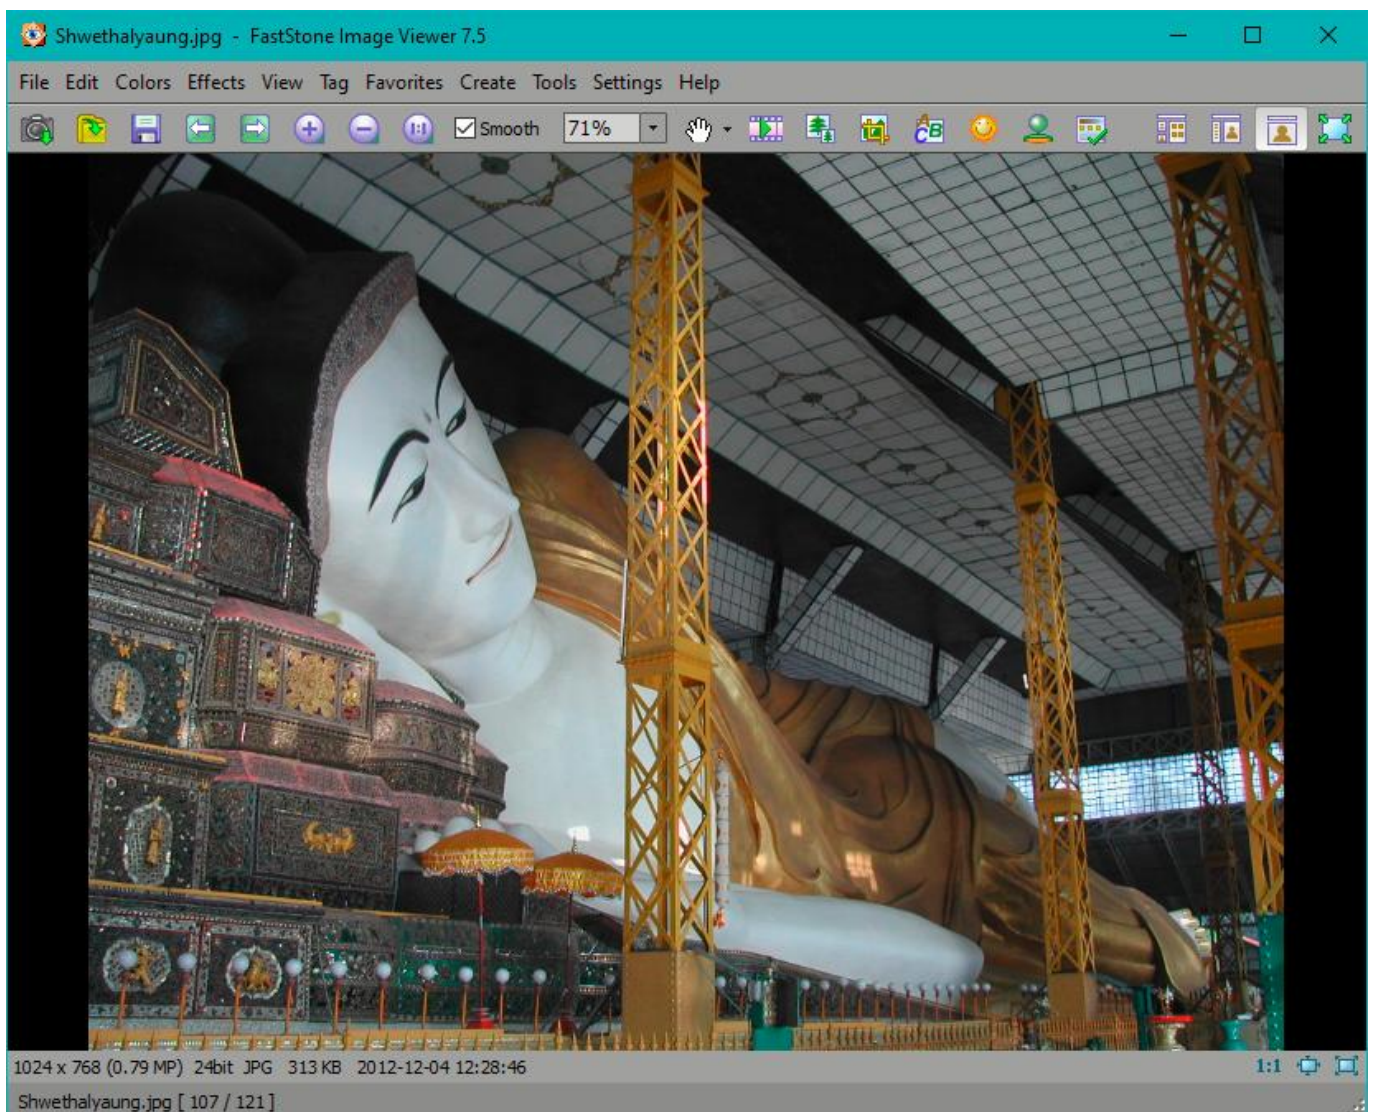 Shwethalyaung.jpg - FastStone Image Viewer 7.5
File Edit Colors Effects View Tag Favorites Create Tools Settings Help
1:1 Smooth 71% A B C
1024 x 768 (0.79 MP) 24bit JPG 313 KB 2012-12-04 12:28:46 1:1
Shwethalyaung.jpg [ 107 / 121 ]